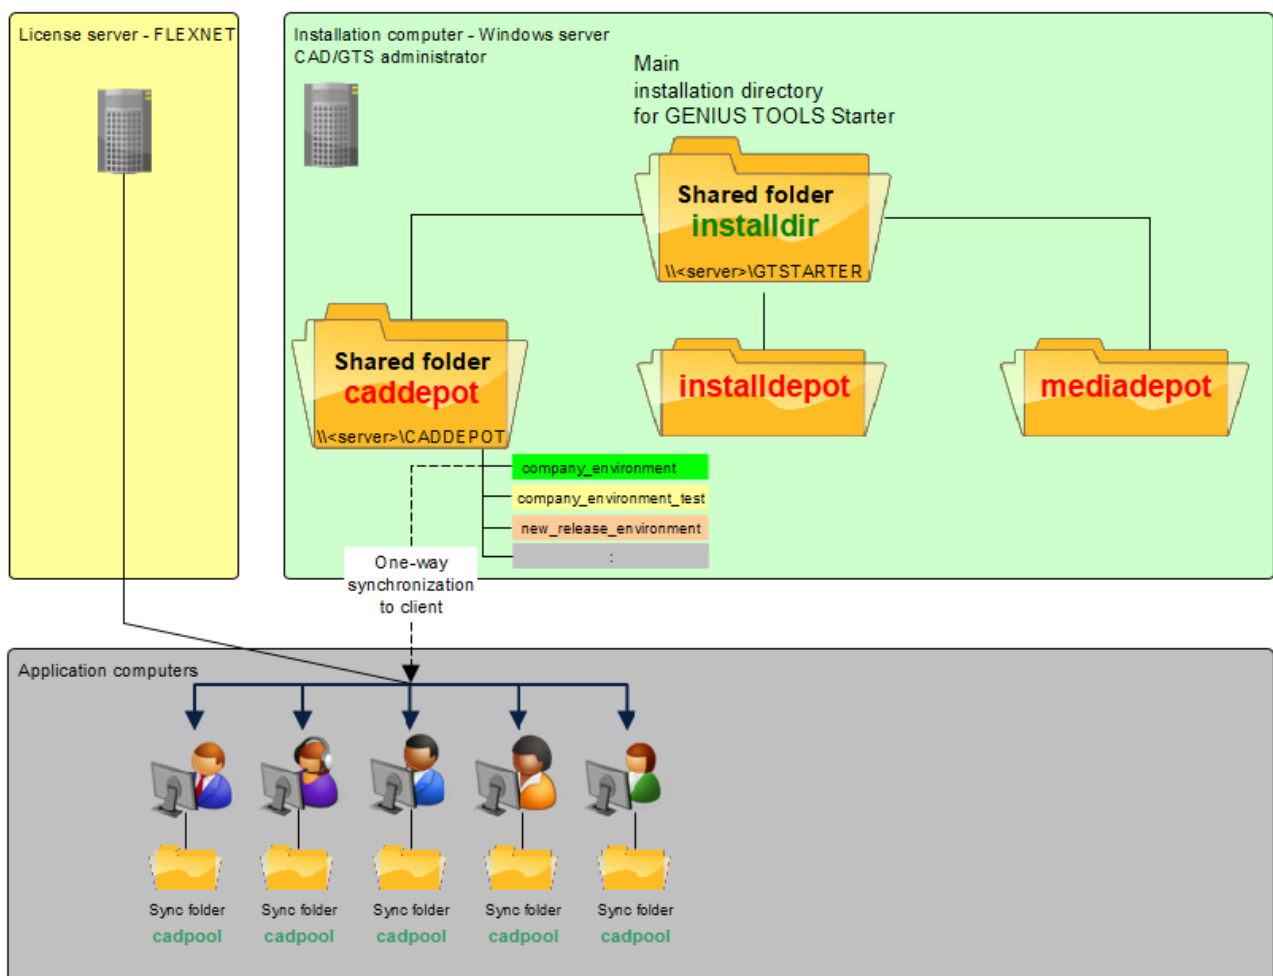 License server - FLEXNET
Installation computer - Windows server
CAD/GTS administrator
Main
installation directory
for GENIUS TOOLS Starter
Shared folder
installdir
\\<server>\GTSTARTER
Shared folder
caddepot
\\<server>\CADDEPOT
installdepot
mediadepot
company_environment
company_environment_test
new_release_environment
:
One-way
synchronization
to client
Application computers
Sync folder Sync folder Sync folder Sync folder Sync folder
cadpool cadpool cadpool cadpool cadpool